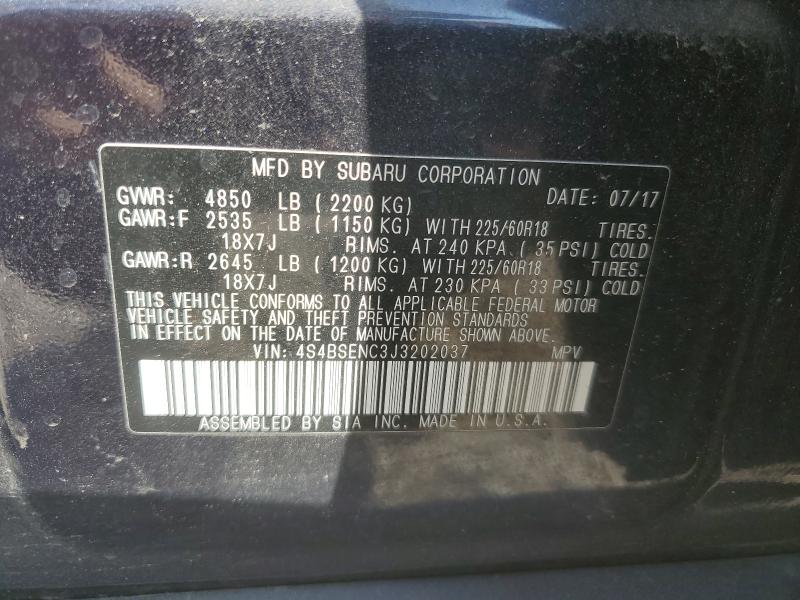 MFD BY SUBARU CORPORATION
GVWR: 4850 LB ( 2200 KG) DATE: 07/17
GAWR:F 2535 LB ( 1150 KG) WITH 225/60R18 TIRES.
18X7J RIMS. AT 240 KPA ( 35 PSI) COLD
GAWR:R 2645 LB ( 1200 KG) WITH 225/60R18 TIRES.
18X7J RIMS. AT 230 KPA ( 33 PSI) COLD
THIS VEHICLE CONFORMS TO ALL APPLICABLE FEDERAL MOTOR
VEHICLE SAFETY AND THEFT PREVENTION STANDARDS
IN EFFECT ON THE DATE OF MANUFACTURE SHOWN ABOVE.
VIN: 4S4BSENC3J3202037 MPV
ASSEMBLED BY SIA INC. MADE IN U.S.A.